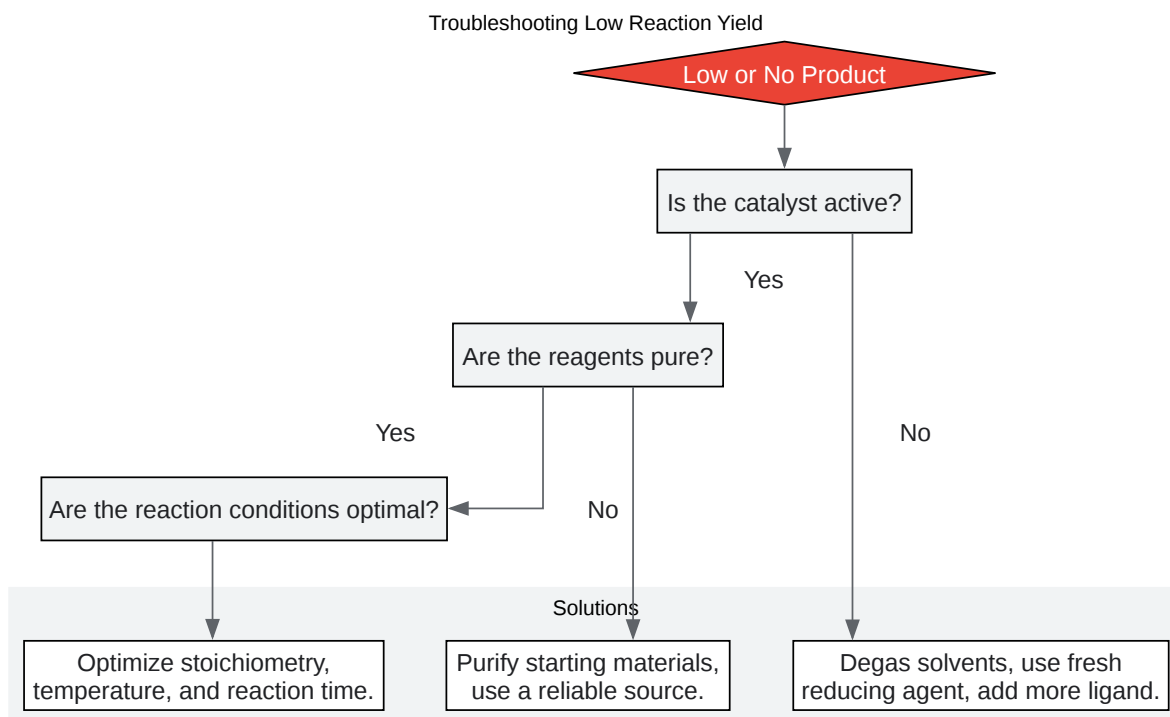 Troubleshooting Low Reaction Yield
Low or No Product
Is the catalyst active?
Yes
Are the reagents pure?
Yes
No
Are the reaction conditions optimal?
No
Solutions
Optimize stoichiometry,
temperature, and reaction time.
Purify starting materials,
use a reliable source.
Degas solvents, use fresh
reducing agent, add more ligand.